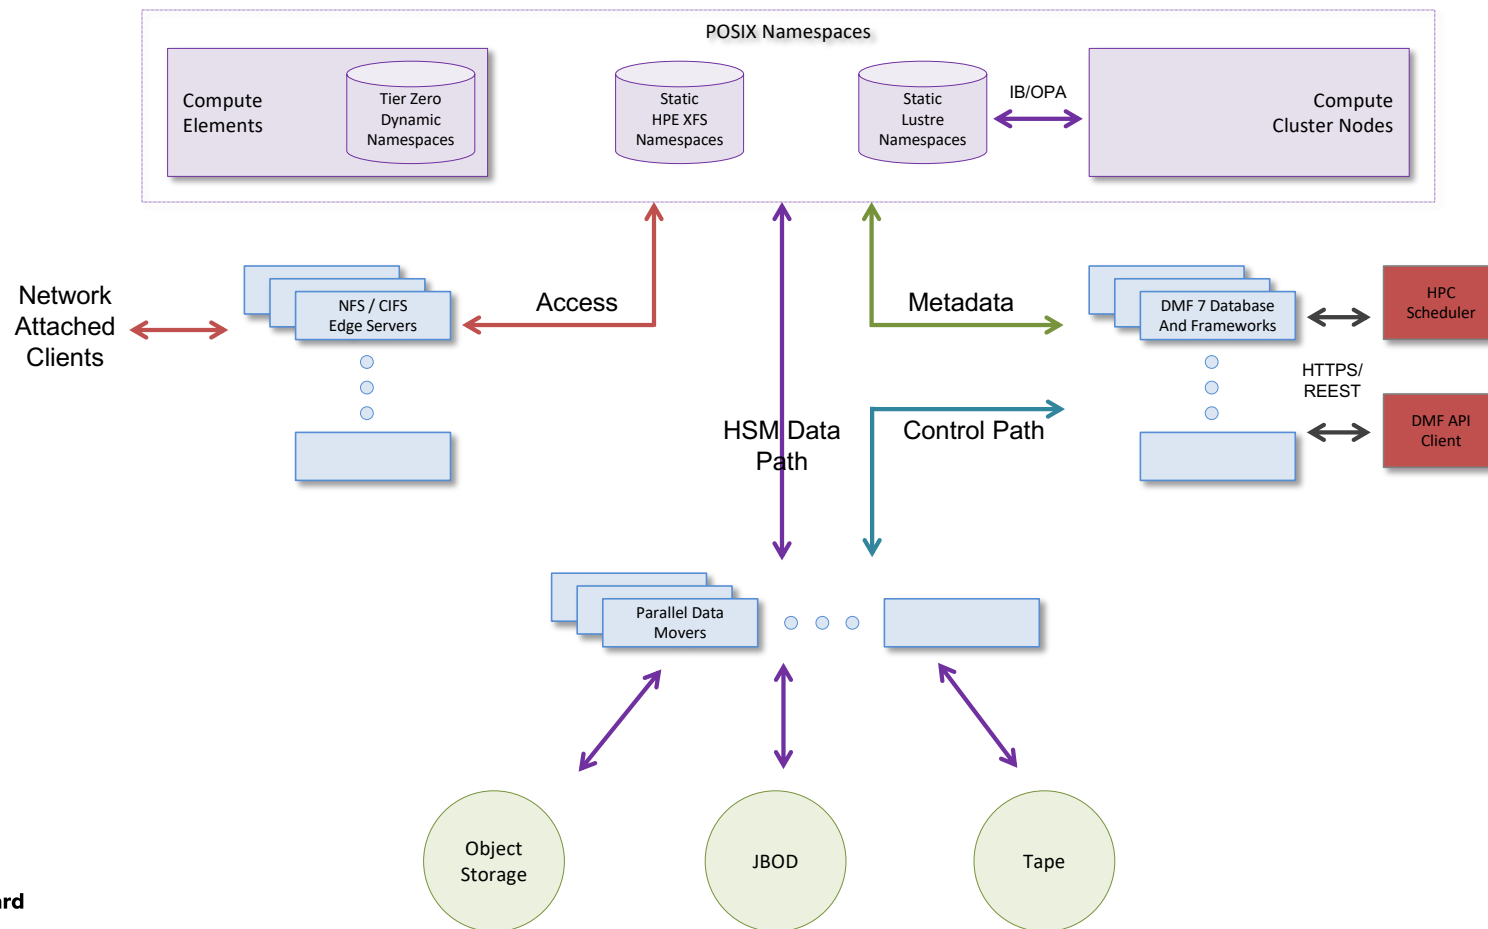 POSIX Namespaces
Compute
Elements
Tier Zero
Dynamic
Namespaces
Static
HPE XFS
Namespaces
Static
Lustre
Namespaces
IB/OPA
Compute
Cluster Nodes
Network
Attached
Clients
NFS / CIFS
Edge Servers
Access
Metadata
DMF 7 Database
And Frameworks
HPC
Scheduler
HTTPS/
REEST
HSM Data
Path
Control Path
DMF API
Client
Parallel Data
Movers
Object
Storage
JBOD
Tape
ard